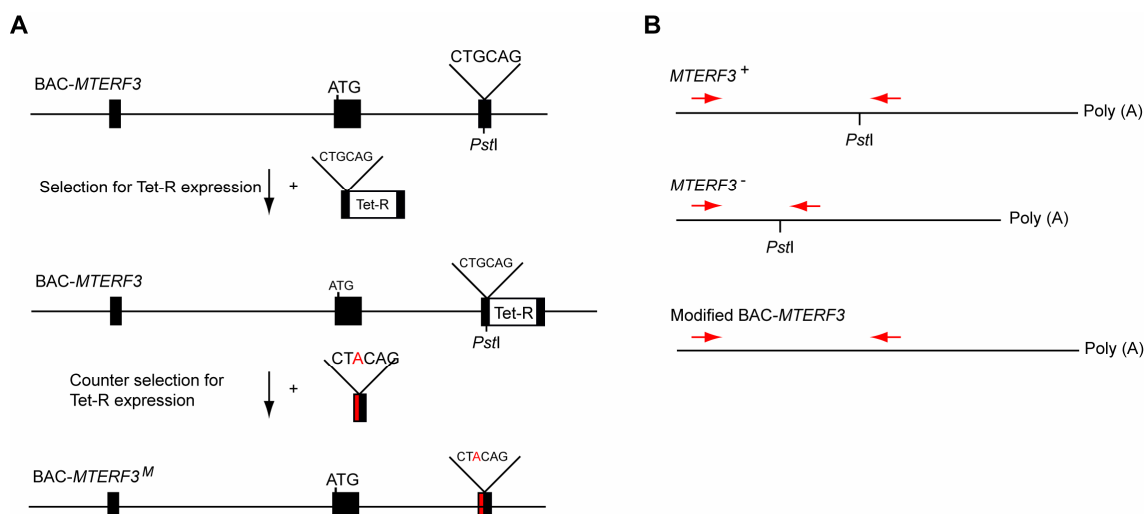 A
BAC-MTERF3
ATG
CTGCAG
PstI
Selection for Tet-R expression
+
CTGCAG
Tet-R
BAC-MTERF3
ATG
CTGCAG
Tet-R
PstI
Counter selection for
Tet-R expression
+
CTACAG
BAC-MTERF3 M
ATG
CTACAG
B
MTERF3 +
Poly (A)
PstI
MTERF3 -
Poly (A)
PstI
Modified BAC-MTERF3
Poly (A)